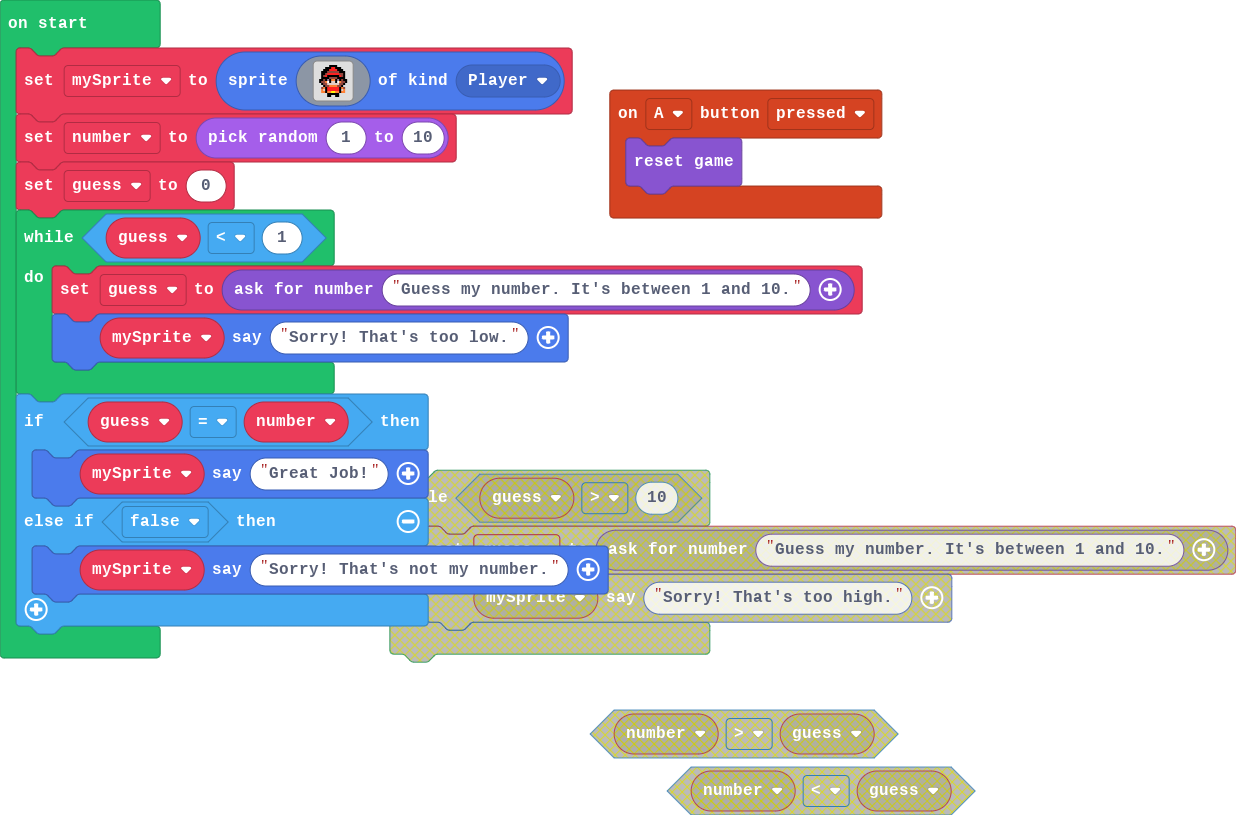 on start
set mySprite to sprite of kind Player
set number to pick random 1 to 10
set guess to 0
while guess < 1
do set guess to ask for number "Guess my number. It's between 1 and 10."
mySprite say "Sorry! That's too low."
if guess = number then
mySprite say "Great Job!"
else if false then
mySprite say "Sorry! That's not my number."
on A button pressed
reset game
le guess > 10
ask for number "Guess my number. It's between 1 and 10."
mySprite say "Sorry! That's too high."
number > guess
number < guess